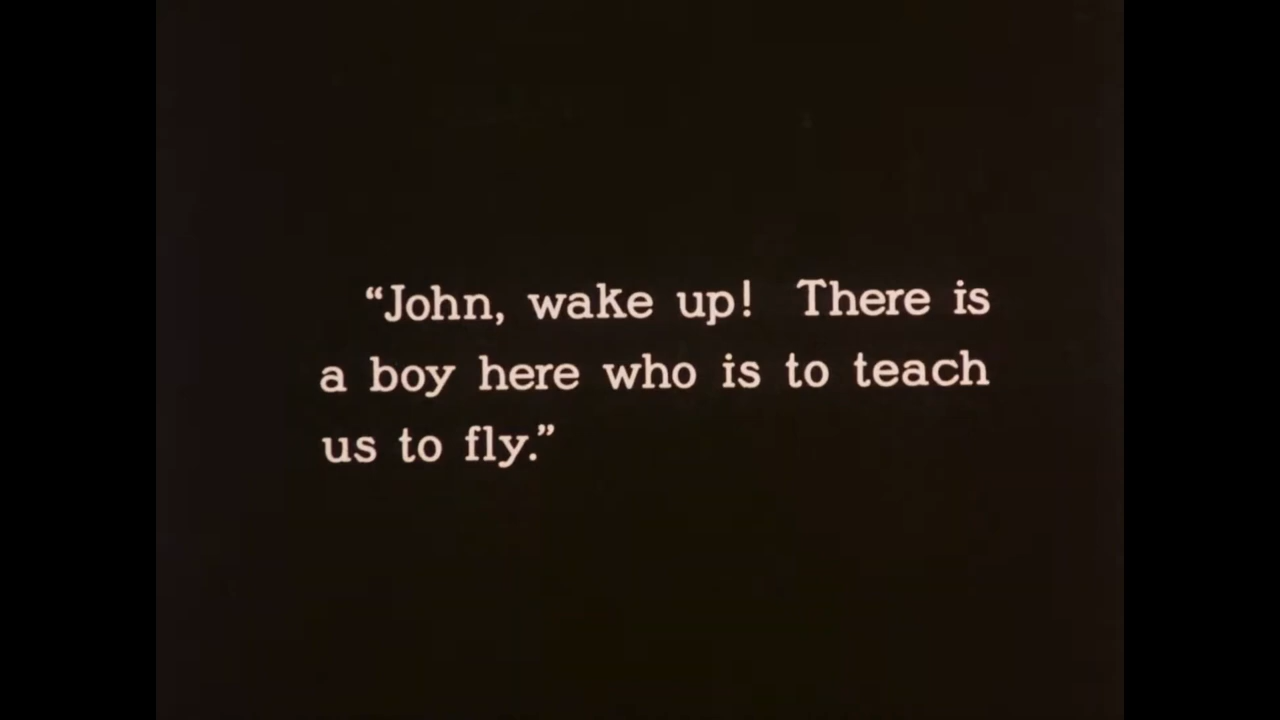 “John, wake up!  There is
a boy here who is to teach
us to fly.”